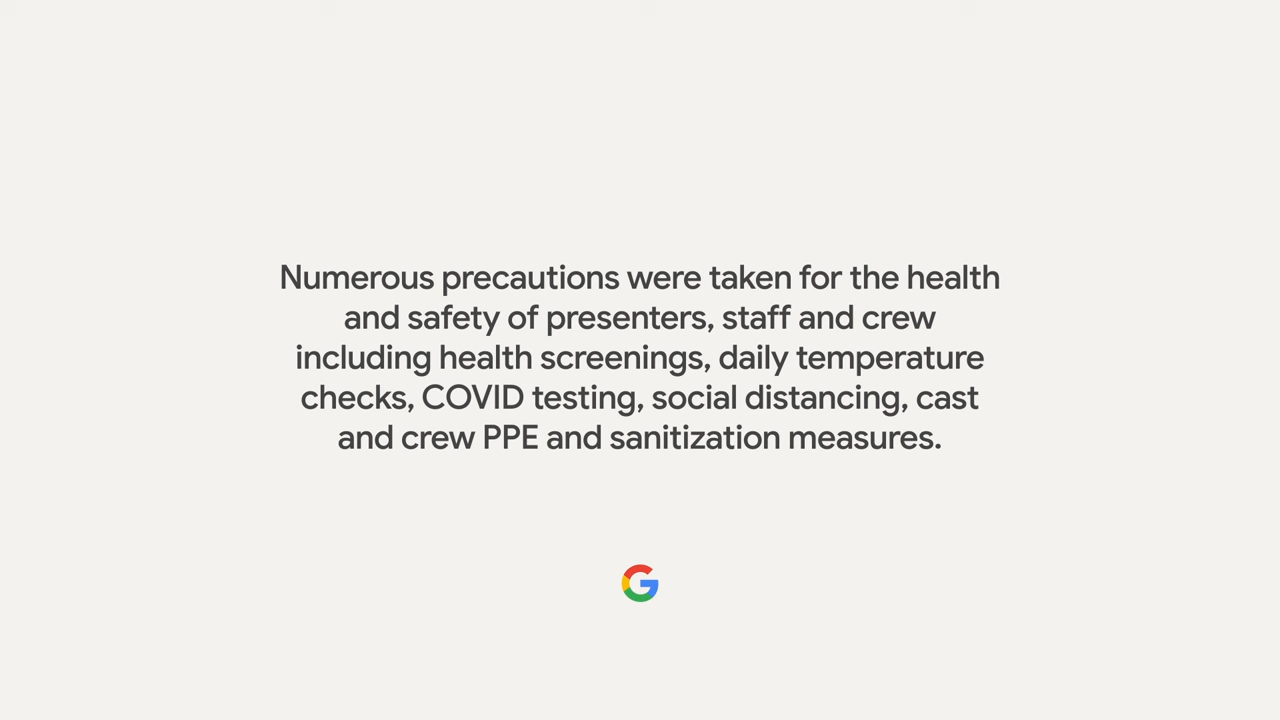 Numerous precautions were taken for the health
and safety of presenters, staff and crew
including health screenings, daily temperature
checks, COVID testing, social distancing, cast
and crew PPE and sanitization measures.
G